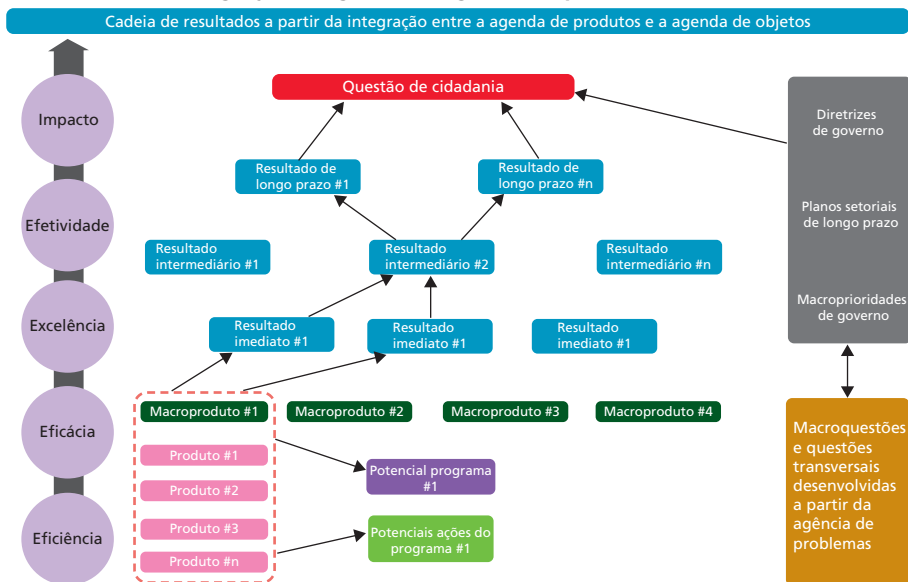 Cadeia de resultados a partir da integração entre a agenda de produtos e a agenda de objetos
Impacto
Efetividade
Excelência
Eficácia
Eficiência
Questão de cidadania
Resultado de
longo prazo #1
Resultado de
longo prazo #n
Resultado
intermediário #1
Resultado
intermediário #2
Resultado
intermediário #n
Resultado
imediato #1
Resultado
imediato #1
Resultado
imediato #1
Macroproduto #1
Macroproduto #2
Macroproduto #3
Macroproduto #4
Produto #1
Produto #2
Produto #3
Produto #n
Potencial programa
#1
Potenciais ações do
programa #1
Diretrizes
de governo
Planos setoriais
de longo prazo
Macroprioridades
de governo
Macroquestões
e questões
transversais
desenvolvidas
a partir da
agência de
problemas